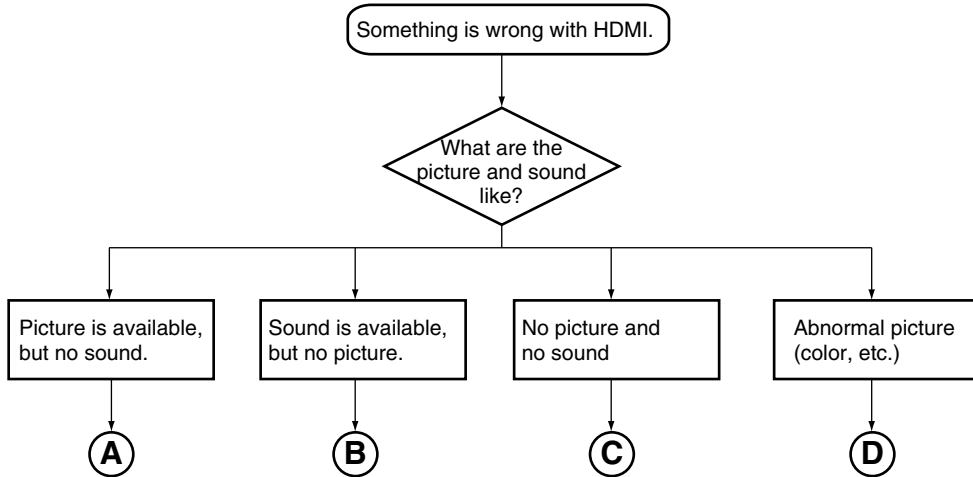 Something is wrong with HDMI.
What are the
picture and sound
like?
Picture is available,
but no sound.
Sound is available,
but no picture.
No picture and
no sound
Abnormal picture
(color, etc.)
A
B
C
D